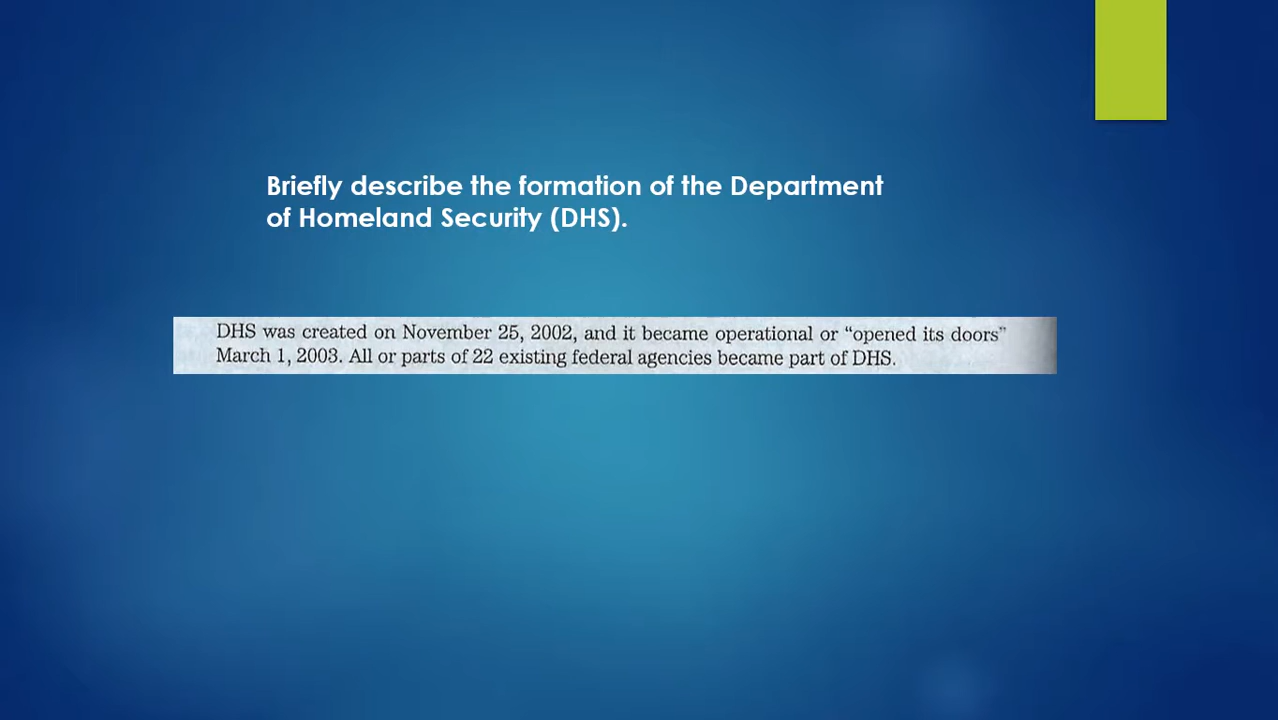 Briefly describe the formation of the Department
of Homeland Security (DHS).
DHS was created on November 25, 2002, and it became operational or “opened its doors”
March 1, 2003. All or parts of 22 existing federal agencies became part of DHS.